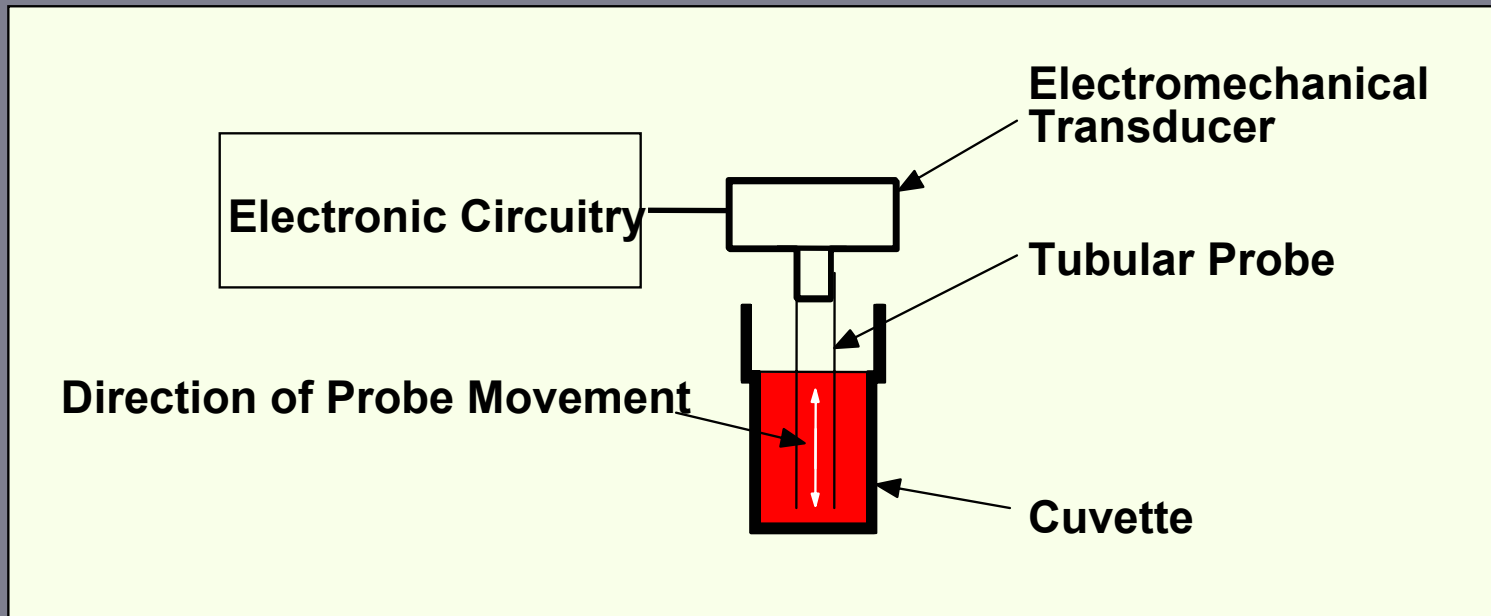 Electromechanical
Transducer
Electronic Circuitry
Tubular Probe
Direction of Probe Movement
Cuvette